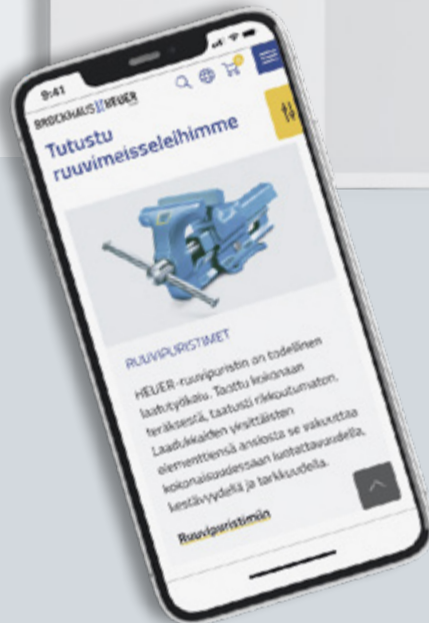 9:41
BROCKHAUS HEUER
Tutustu
ruuvimeisseleihimme
RUUVIPURISTIMET
HEUER-ruuvipuristin on todellinen
laatutyökalu. Taottu kokonaan
teräksestä, taatusti rikkoutumaton.
Laadukkaiden yksittäisten
elementtiensä ansiosta se vakuuttaa
kokonaisuudessaan luotettavuudella,
kestävyydellä ja tarkkuudella.
Ruuvipuristimiin